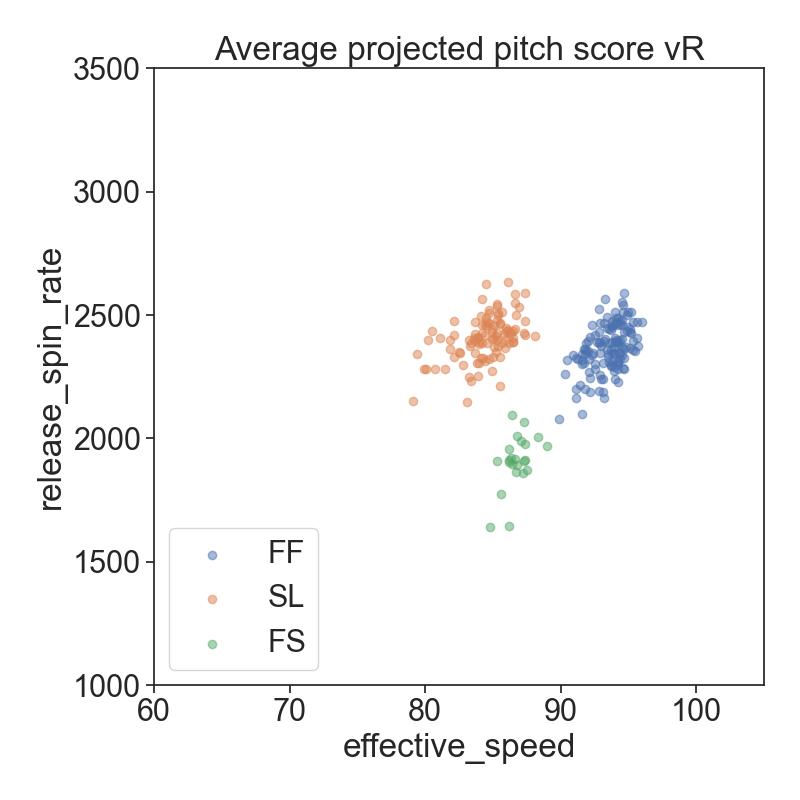 Average projected pitch score vR
3500
3000
2500
2000
1500
1000
release_spin_rate
FF
SL
FS
60
70
80
90
100
effective_speed